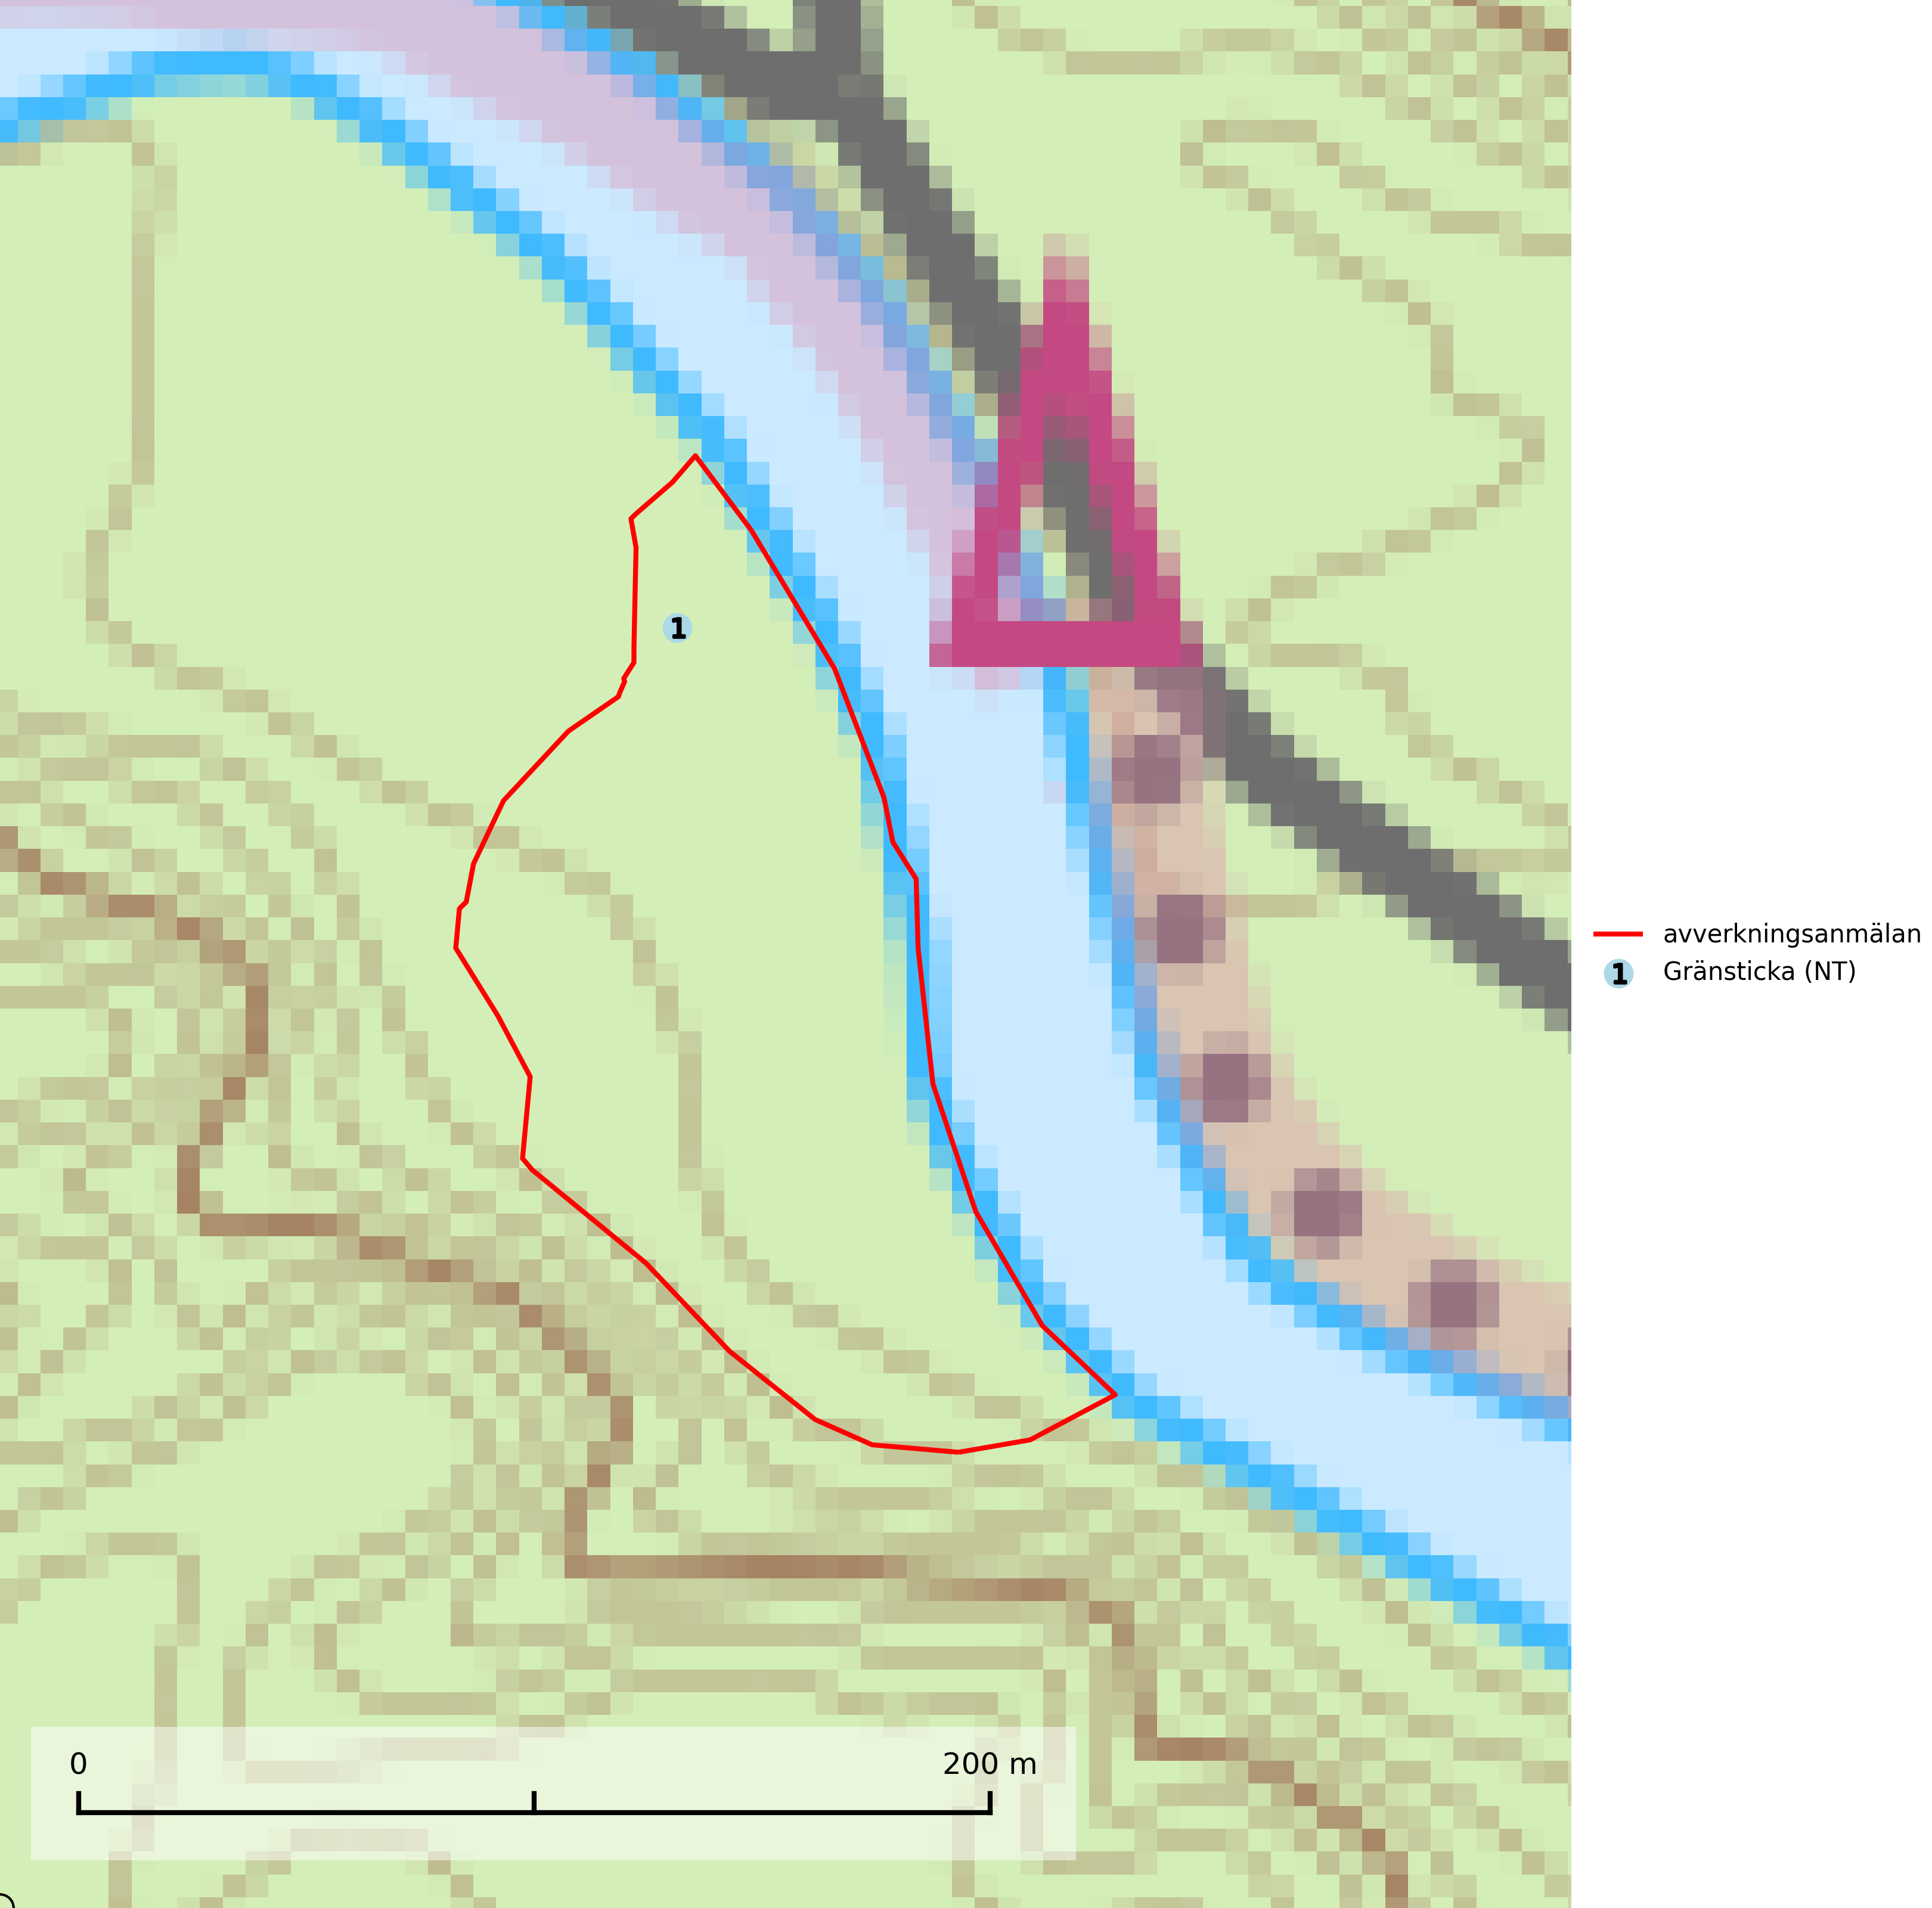 1
avverkningsanmälan
1 Gränsticka (NT)
0 200 m